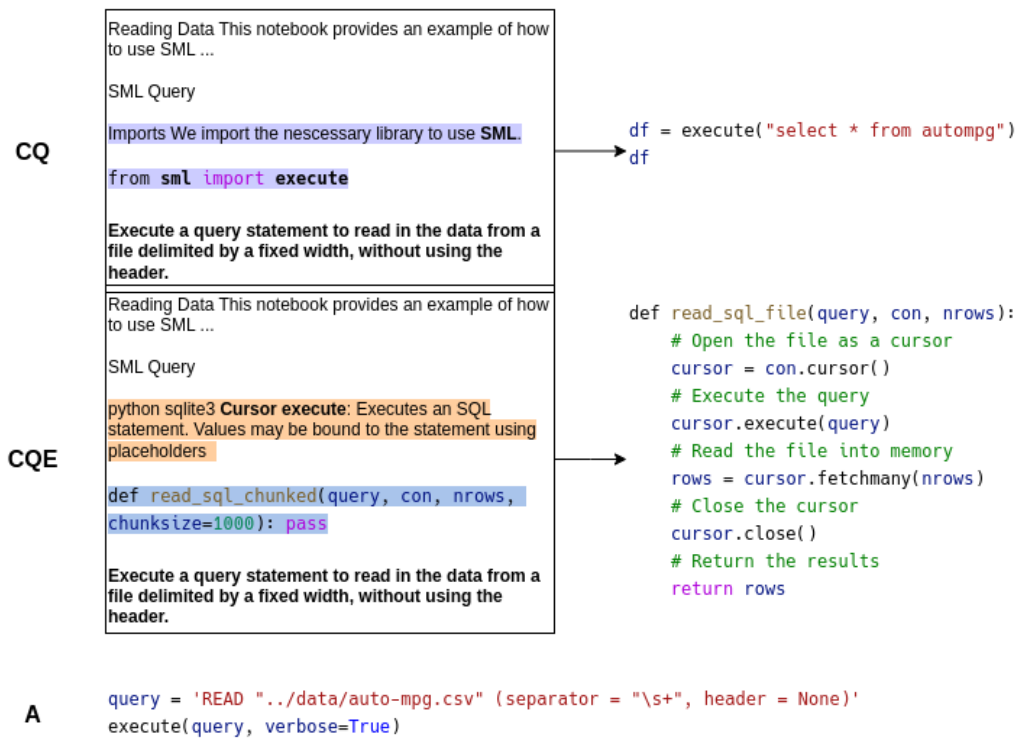 CQ
Reading Data This notebook provides an example of how
to use SML ...
SML Query
Imports We import the nescessary library to use SML.
from sml import execute
Execute a query statement to read in the data from a
file delimited by a fixed width, without using the
header.
df = execute("select * from autompg")
df
CQE
Reading Data This notebook provides an example of how
to use SML ...
SML Query
python sqlite3 Cursor execute: Executes an SQL
statement. Values may be bound to the statement using
placeholders
def read_sql_chunked(query, con, nrows,
chunksize=1000): pass
Execute a query statement to read in the data from a
file delimited by a fixed width, without using the
header.
def read_sql_file(query, con, nrows):
# Open the file as a cursor
cursor = con.cursor()
# Execute the query
cursor.execute(query)
# Read the file into memory
rows = cursor.fetchmany(nrows)
# Close the cursor
cursor.close()
# Return the results
return rows
A
query = 'READ "../data/auto-mpg.csv" (separator = "\s+", header = None)'
execute(query, verbose=True)